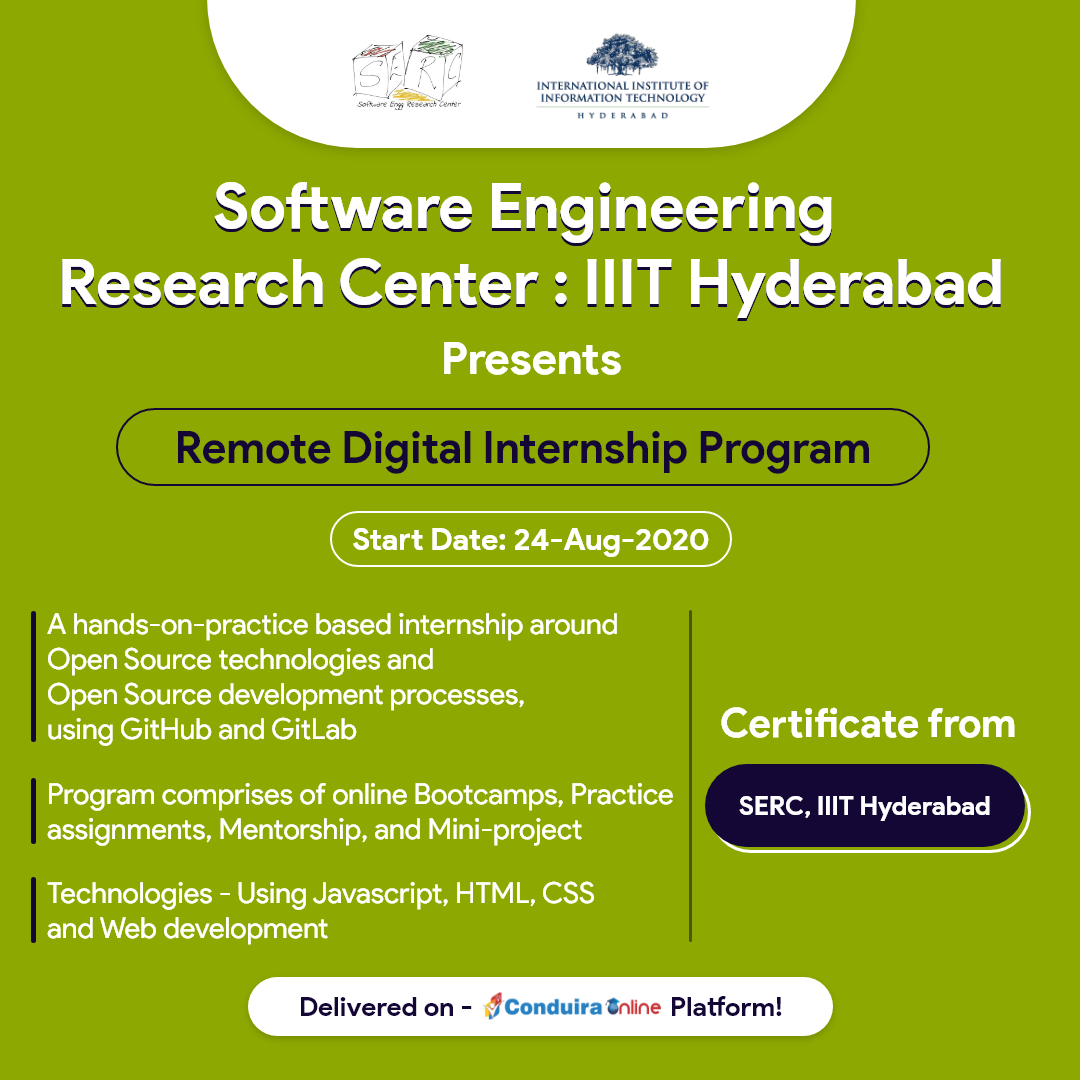 SERC
Software Engg Research Center
INTERNATIONAL INSTITUTE OF
INFORMATION TECHNOLOGY
HYDERABAD
Software Engineering
Research Center : IIIT Hyderabad
Presents
Remote Digital Internship Program
Start Date: 24-Aug-2020
A hands-on-practice based internship around
Open Source technologies and
Open Source development processes,
using GitHub and GitLab
Program comprises of online Bootcamps, Practice
assignments, Mentorship, and Mini-project
Technologies - Using Javascript, HTML, CSS
and Web development
Certificate from
SERC, IIIT Hyderabad
Delivered on - Conduira Online Platform!